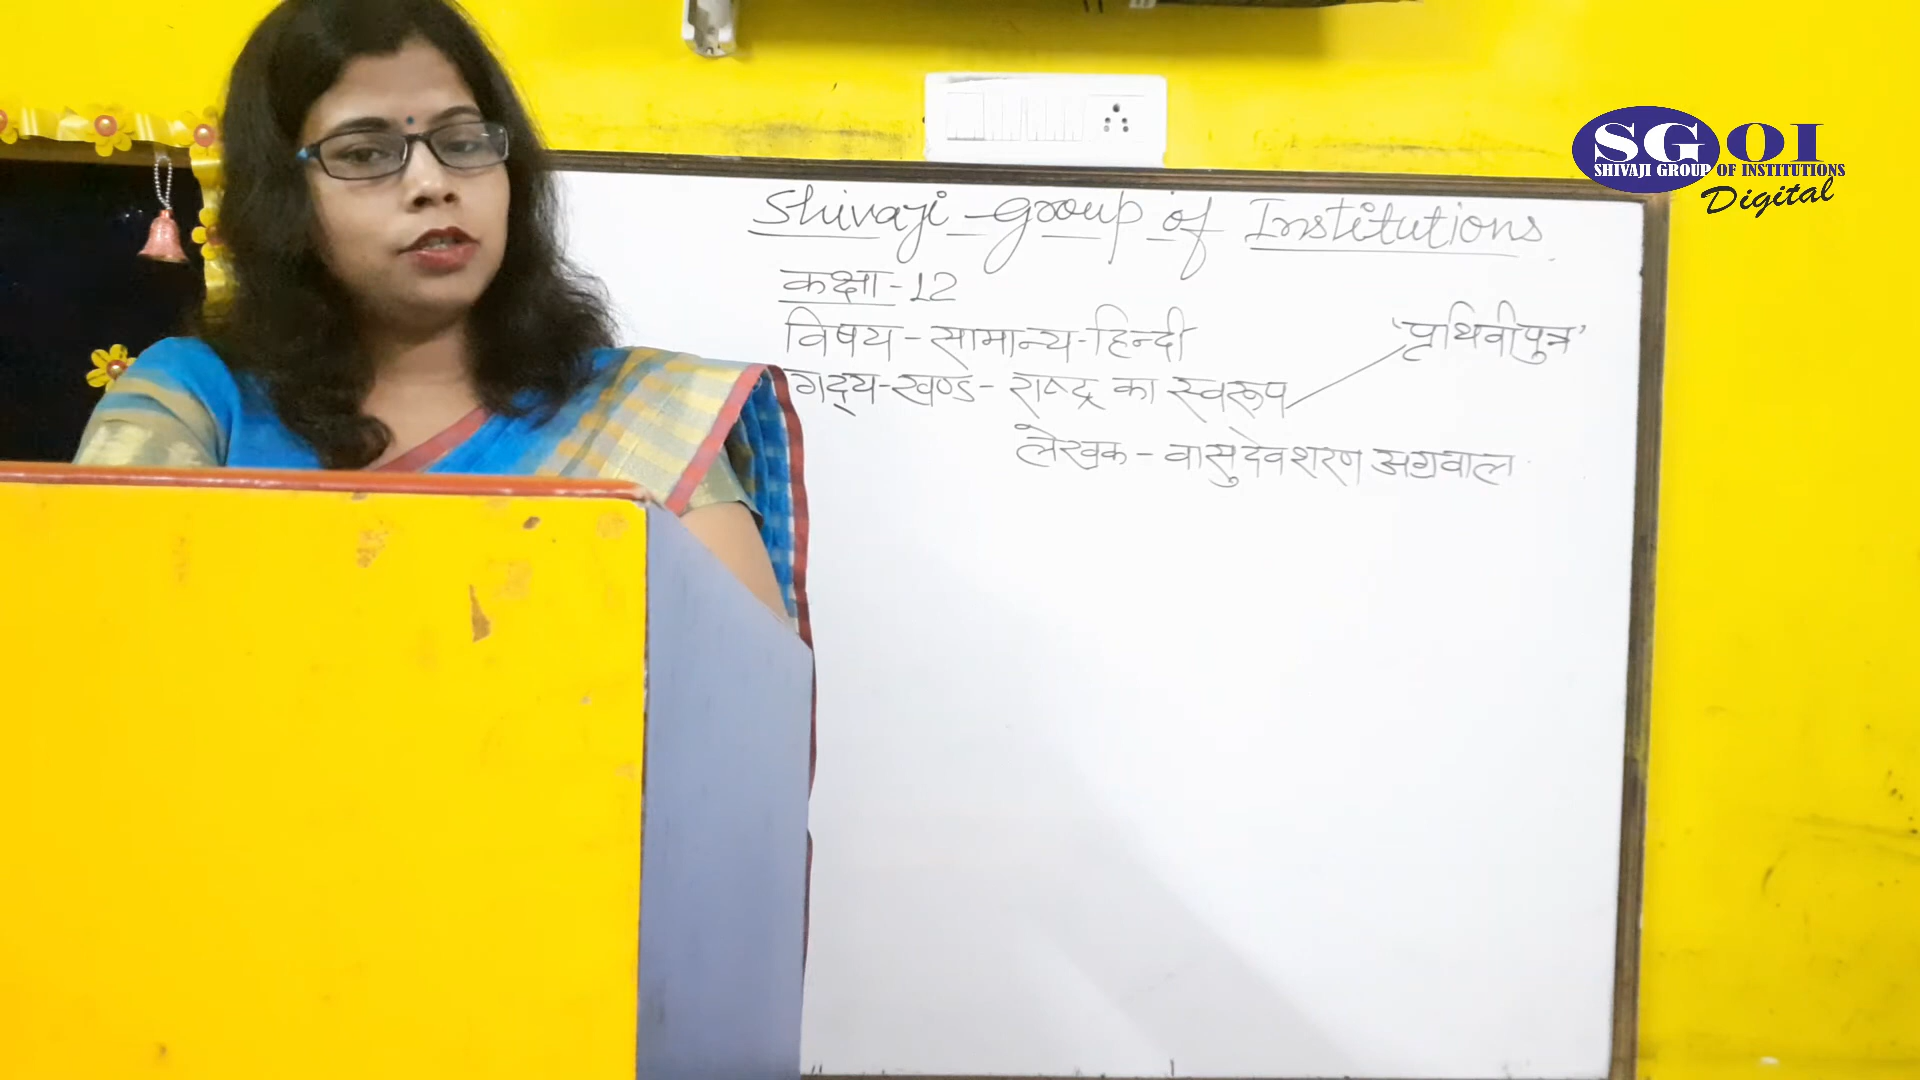 SGOI
SHIVAJI GROUP OF INSTITUTIONS
Digital
Shivaji Group of Institutions
कक्षा-12
विषय-सामान्य-हिन्दी
'पृथिवीपुत्र'
गद्य-खण्ड- राष्ट्र का स्वरूप
लेखक-वासुदेवशरण अग्रवाल